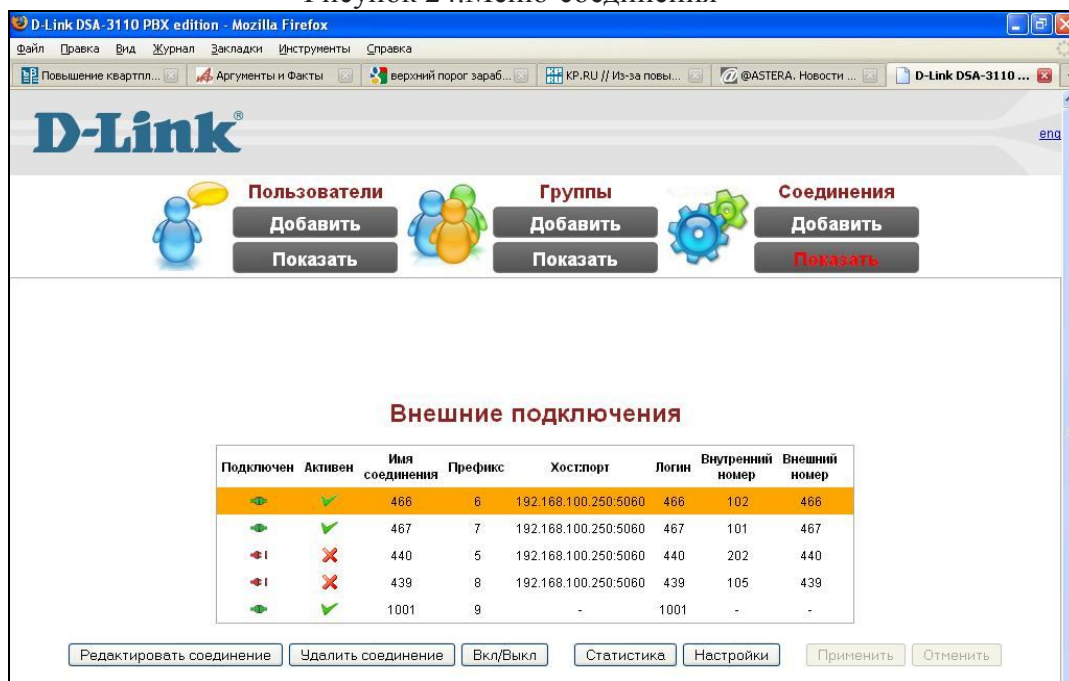 Рисунок 24.Меню соединения
D-Link DSA-3110 PBX edition - Mozilla Firefox
Файл Правка Вид Журнал Закладки Инструменты Справка
Повышение квартпл... Аргументы и Факты верхний порог зараб... KP.RU // Из-за повы... @ASTERA. Новости ... D-Link DSA-3110 ...
D-Link®
eng
Пользователи Группы Соединения
Добавить Добавить Добавить
Показать Показать Показать
Внешние подключения
Подключен Активен Имя соединения Префикс Хост:порт Логин Внутренний номер Внешний номер
466 6 192.168.100.250:5060 466 102 466
467 7 192.168.100.250:5060 467 101 467
440 5 192.168.100.250:5060 440 202 440
439 8 192.168.100.250:5060 439 105 439
1001 9 - 1001 - -
Редактировать соединение Удалить соединение Вкл/Выкл Статистика Настройки Применить Отменить